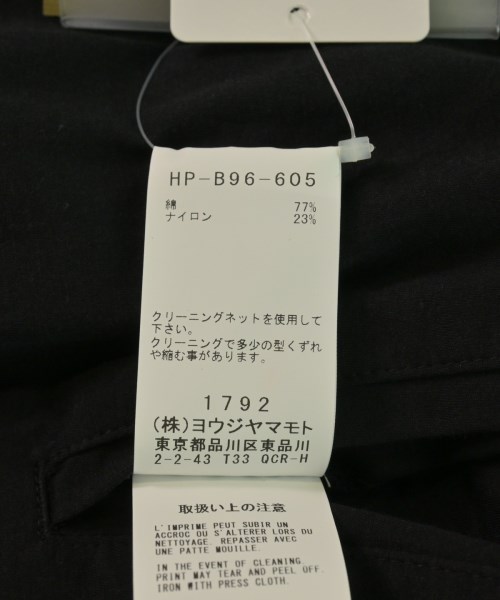 HP-B96-605
綿 77%
ナイロン 23%
クリーニングネットを使用して
下さい。
クリーニングで多少の型くずれ
や縮む事があります。
1792
(株)ヨウジヤマモト
東京都品川区東品川
2-2-43 T33 QCR-H
取扱い上の注意
L'IMPRIME PEUT SUBIR UN
ACCROC OU S'ALTERER LORS DU
NETTOYAGE. REPASSER AVEC
UNE PATTE MOUILLE.
IN THE EVENT OF CLEANING.
PRINT MAY TEAR AND PEEL OFF.
IRON WITH PRESS CLOTH.